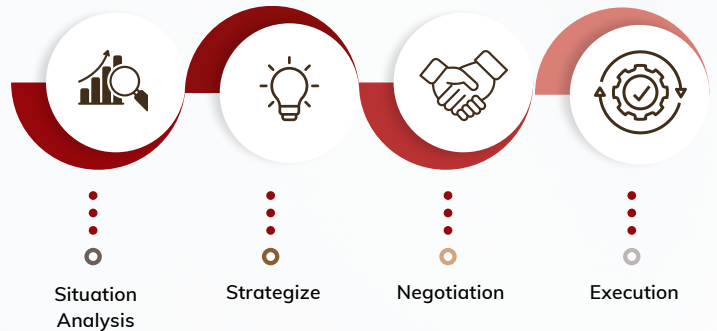 Situation
Analysis
Strategize
Negotiation
Execution